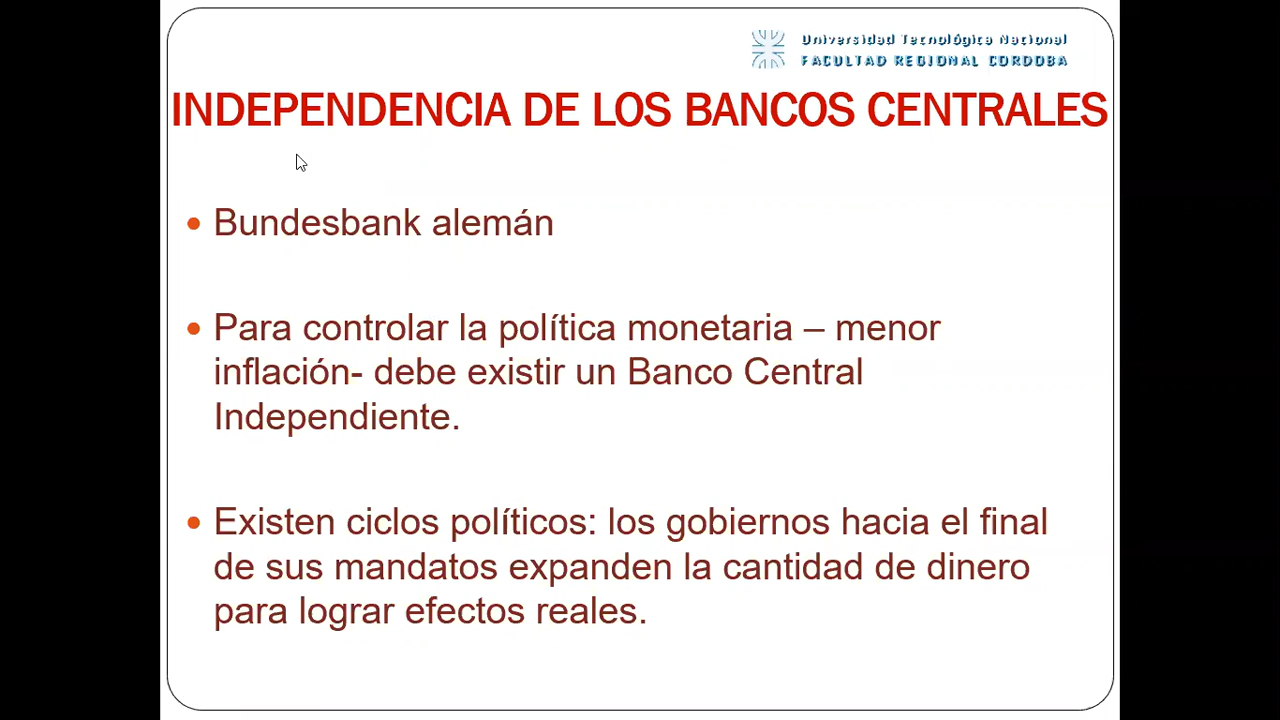 Universidad Tecnológica Nacional
FACULTAD REGIONAL CORDOBA
INDEPENDENCIA DE LOS BANCOS CENTRALES
• Bundesbank alemán
• Para controlar la política monetaria – menor
inflación- debe existir un Banco Central
Independiente.
• Existen ciclos políticos: los gobiernos hacia el final
de sus mandatos expanden la cantidad de dinero
para lograr efectos reales.